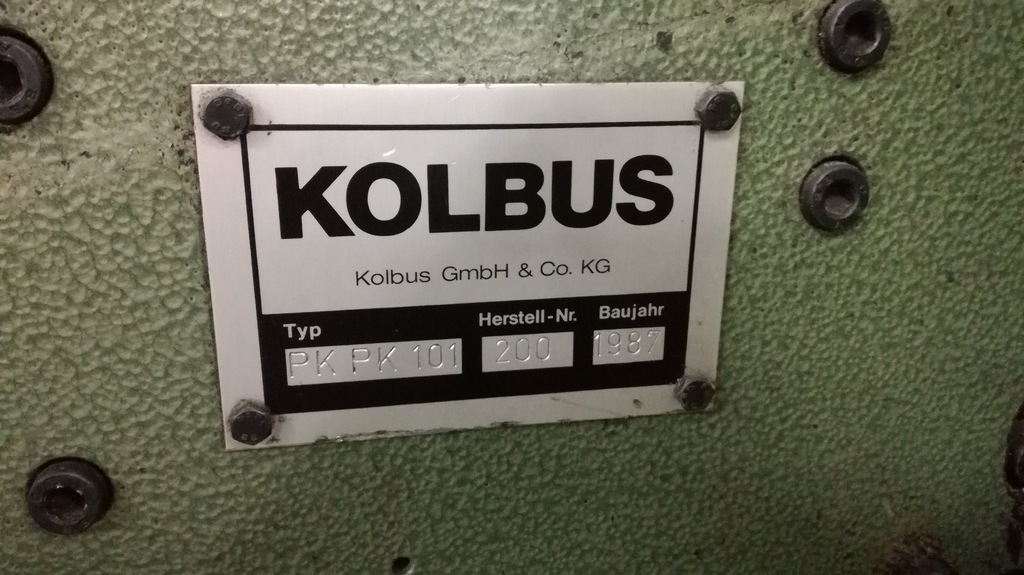 KOLBUS
Kolbus GmbH & Co. KG
Typ Herstell-Nr. Baujahr
PK PK 101 200 1987